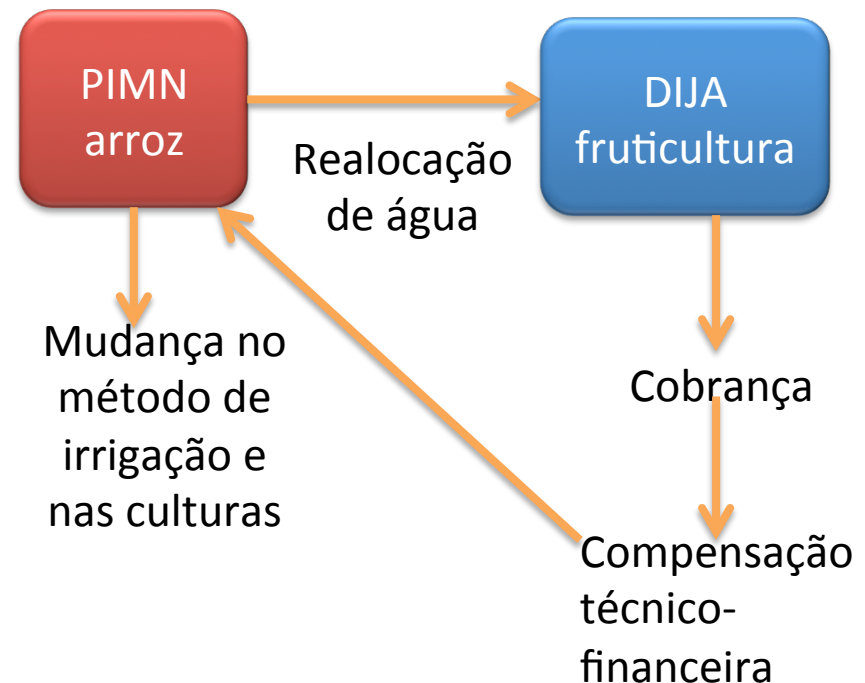 PIMN
arroz
DIJA
fruticultura
Realocação
de água
Mudança no
método de
irrigação e
nas culturas
Cobrança
Compensação
técnico-
financeira